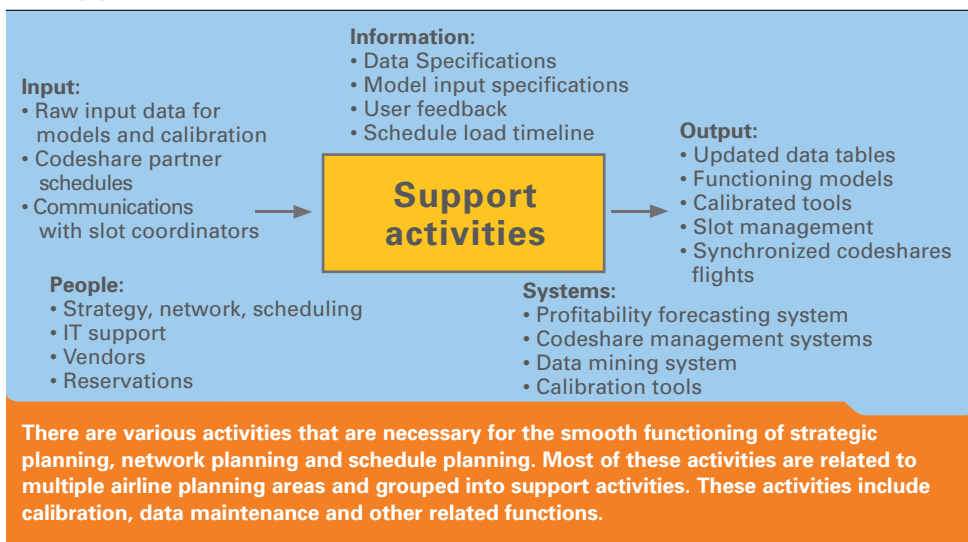 Information:
• Data Specifications
• Model input specifications
• User feedback
• Schedule load timeline
Input:
• Raw input data for
models and calibration
• Codeshare partner
schedules
• Communications
with slot coordinators
Support
activities
Output:
• Updated data tables
• Functioning models
• Calibrated tools
• Slot management
• Synchronized codeshares
flights
People:
• Strategy, network, scheduling
• IT support
• Vendors
• Reservations
Systems:
• Profitability forecasting system
• Codeshare management systems
• Data mining system
• Calibration tools
There are various activities that are necessary for the smooth functioning of strategic
planning, network planning and schedule planning. Most of these activities are related to
multiple airline planning areas and grouped into support activities. These activities include
calibration, data maintenance and other related functions.